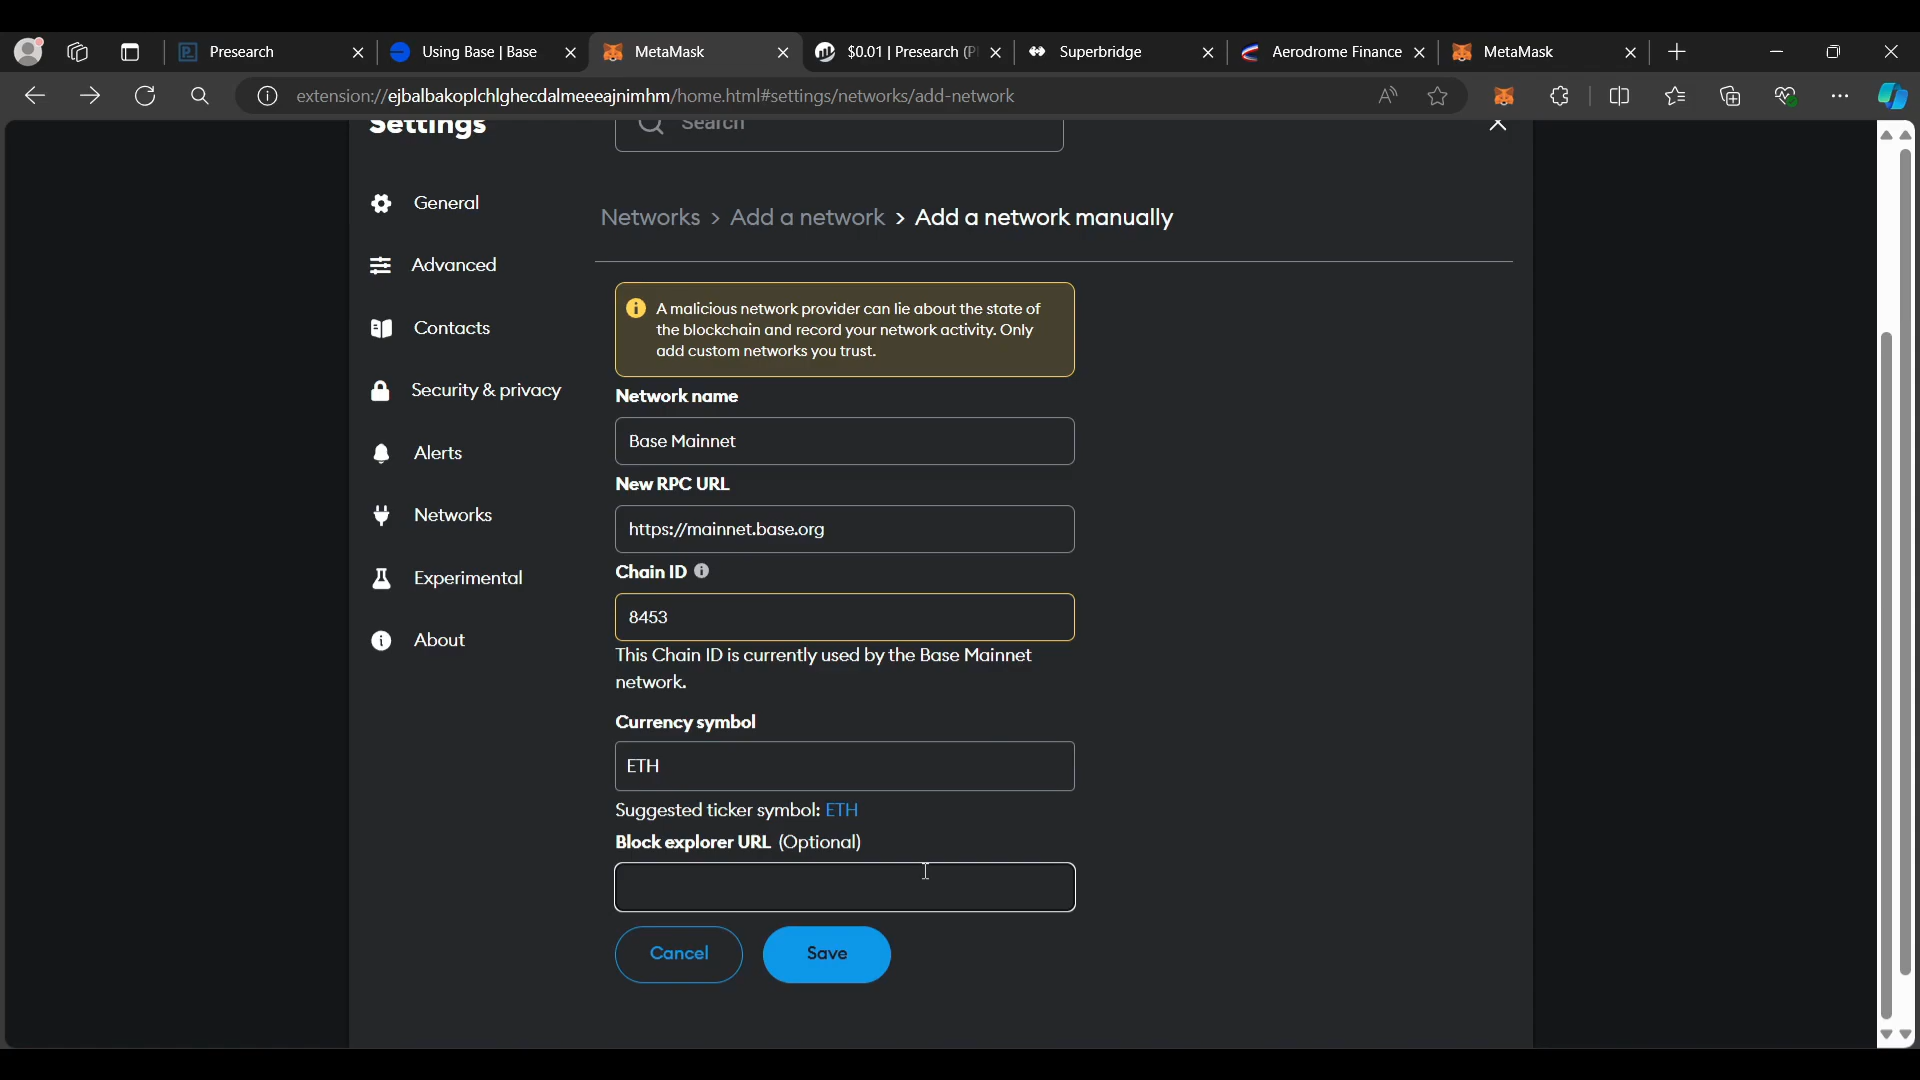 Presearch
Using Base | Base
MetaMask
$0.01 | Presearch (P
Superbridge
Aerodrome Finance
MetaMask
extension://ejbalbakoplchlghecdalmeeeajnimhm/home.html#settings/networks/add-network
Settings
Search
General
Advanced
Contacts
Security & privacy
Alerts
Networks
Experimental
About
Networks > Add a network > Add a network manually
A malicious network provider can lie about the state of
the blockchain and record your network activity. Only
add custom networks you trust.
Network name
Base Mainnet
New RPC URL
https://mainnet.base.org
Chain ID
8453
This Chain ID is currently used by the Base Mainnet
network.
Currency symbol
ETH
Suggested ticker symbol: ETH
Block explorer URL (Optional)
Cancel
Save